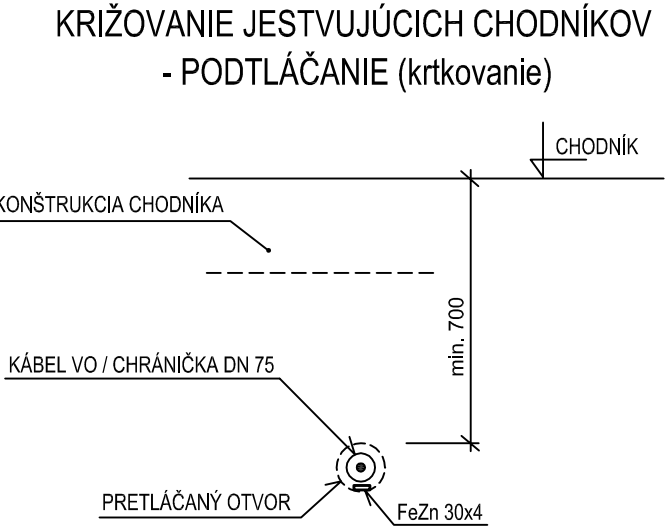 KRIŽOVANIE JESTVUJÚCICH CHODNÍKOV
- PODTLÁČANIE (krtkovanie)
CHODNÍK
KONŠTRUKCIA CHODNÍKA
min. 700
KÁBEL VO / CHRÁNIČKA DN 75
PRETLÁČANÝ OTVOR
FeZn 30x4